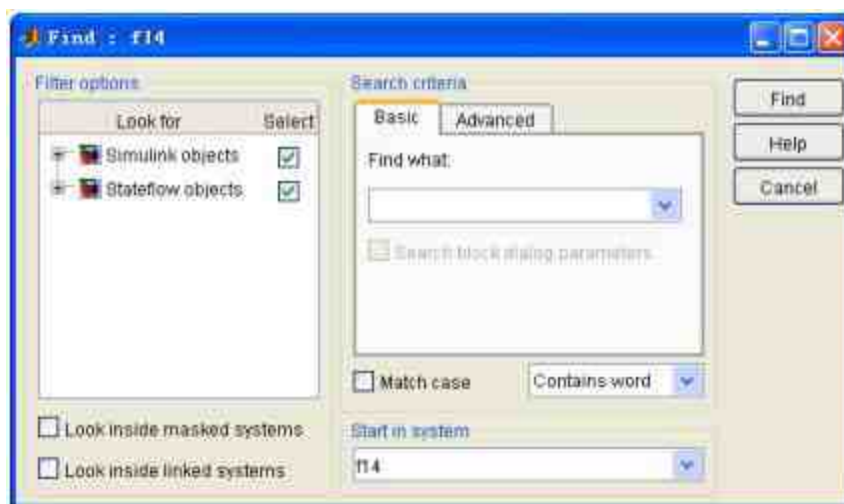 Find : f14
Filter options
Look for Select
Simulink objects
Stateflow objects
Look inside masked systems
Look inside linked systems
Search criteria
Basic Advanced
Find what:
Search block dialog parameters
Match case Contains word
Start in system
f14
Find
Help
Cancel